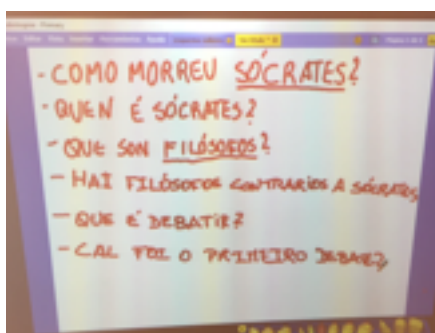 - COMO MORREU SÓCRATES?
- QUEN É SÓCRATES?
- QUE SON FILÓSOFOS?
- HAI FILÓSOFOS CONTRARIOS A SÓCRATES?
- QUE É DEBATIR?
- CAL FOI O PRIMEIRO DEBATE?